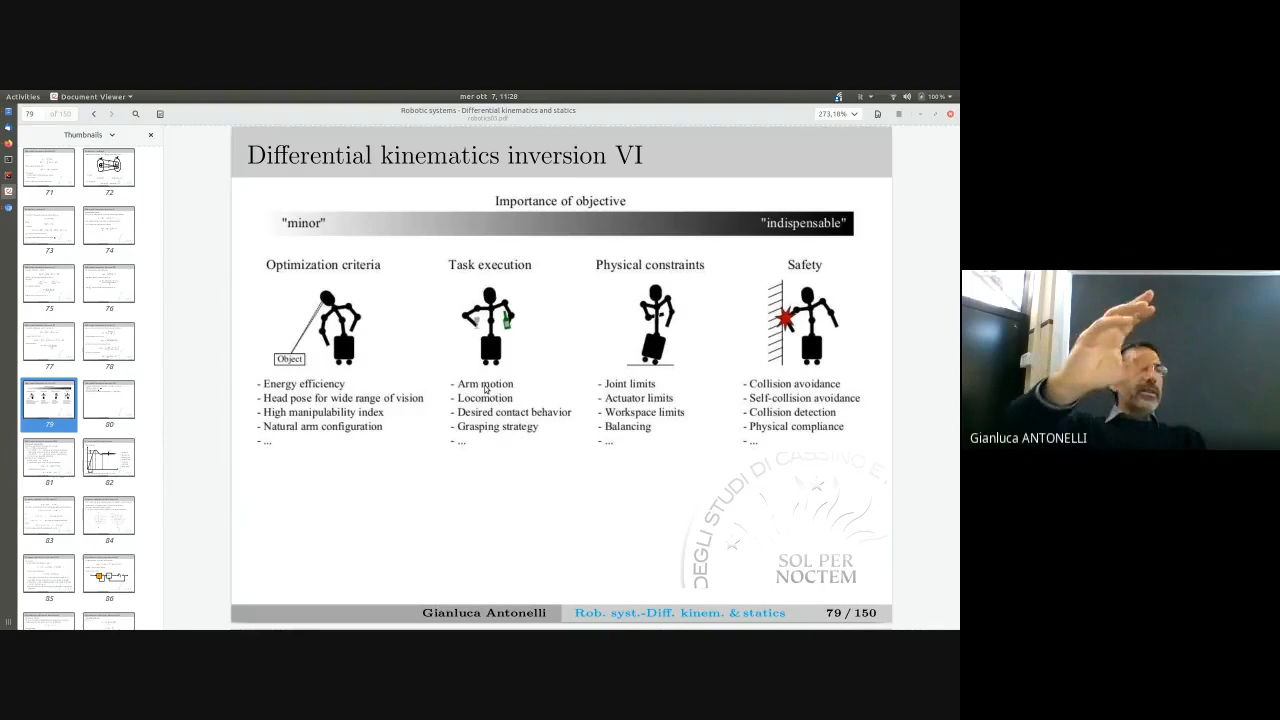 Activities Document Viewer mer ott 7, 11:28 100 %
79 of 150 Robotic systems - Differential kinematics and statics 273,18%
robotics03.pdf
Thumbnails
71 72
73 74
75 76
77 78
79 80
81 82
83 84
85 86
Differential kinematics inversion VI
Importance of objective
"minor" "indispensable"
Optimization criteria Task execution Physical constraints Safety
Object
- Energy efficiency - Arm motion - Joint limits - Collision avoidance
- Head pose for wide range of vision - Locomotion - Actuator limits - Self-collision avoidance
- High manipulability index - Desired contact behavior - Workspace limits - Collision detection
- Natural arm configuration - Grasping strategy - Balancing - Physical compliance
- ... - ... - ... - ...
DEGLI STUDI DI CASSINO E
SOL PER
NOCTEM
Gianluca Antonelli Rob. syst.-Diff. kinem. & statics 79 / 150
Gianluca ANTONELLI